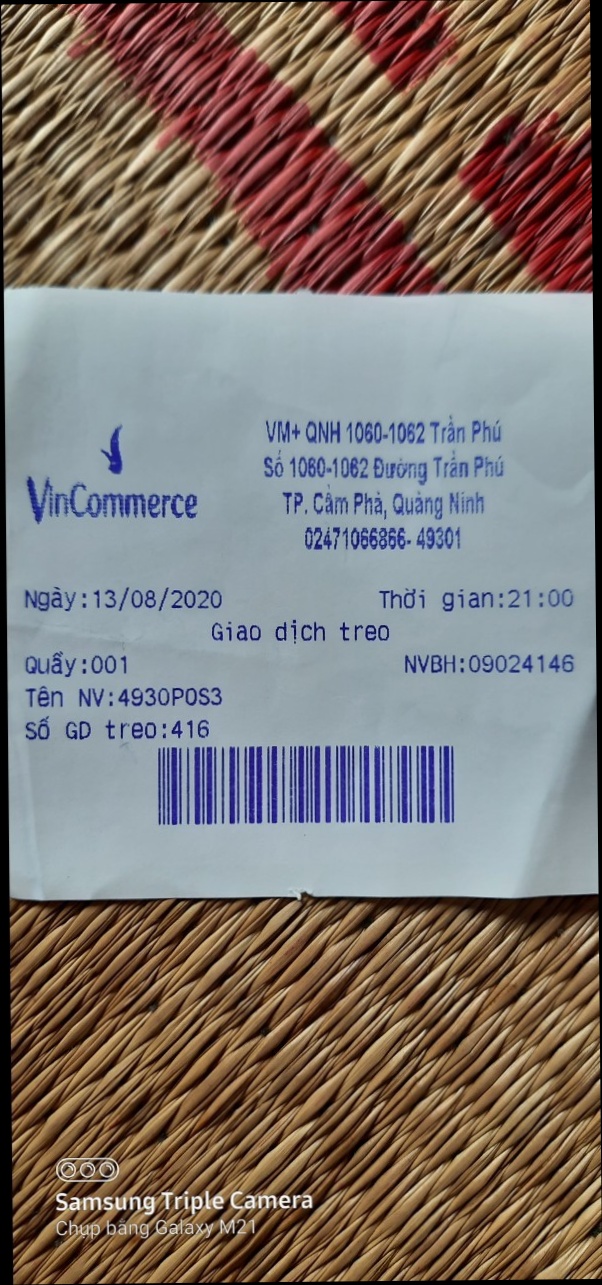 VinCommerce
VM+ QNH 1060-1062 Trần Phú
Số 1060-1062 Đường Trần Phú
TP. Cẩm Phả, Quảng Ninh
02471066866- 49301
Ngày:13/08/2020 Thời gian:21:00
Giao dịch treo
Quầy:001 NVBH:09024146
Tên NV:4930POS3
Số GD treo:416
Samsung Triple Camera
Chụp bằng Galaxy M21